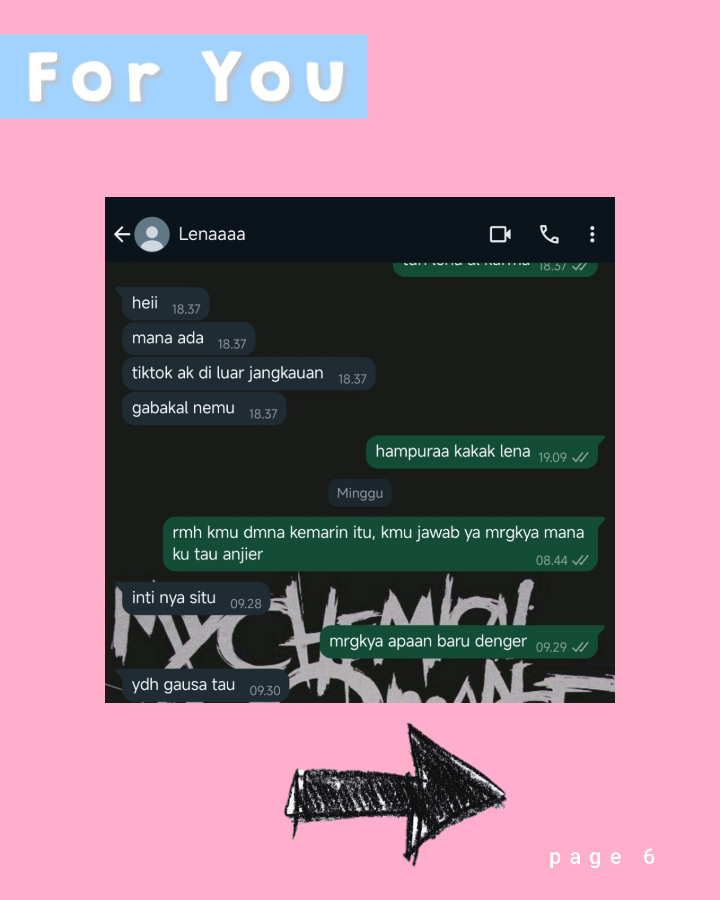 For You
Lenaaaa
18.37
heii 18.37
mana ada 18.37
tiktok ak di luar jangkauan 18.37
gabakal nemu 18.37
hampuraa kakak lena 19.09
Minggu
rmh kmu dmna kemarin itu, kmu jawab ya mrgkya mana
ku tau anjier 08.44
inti nya situ 09.28
MY CHEMICAL
mrgkya apaan baru denger 09.29
ROMANCE
ydh gausa tau 09.30
page 6